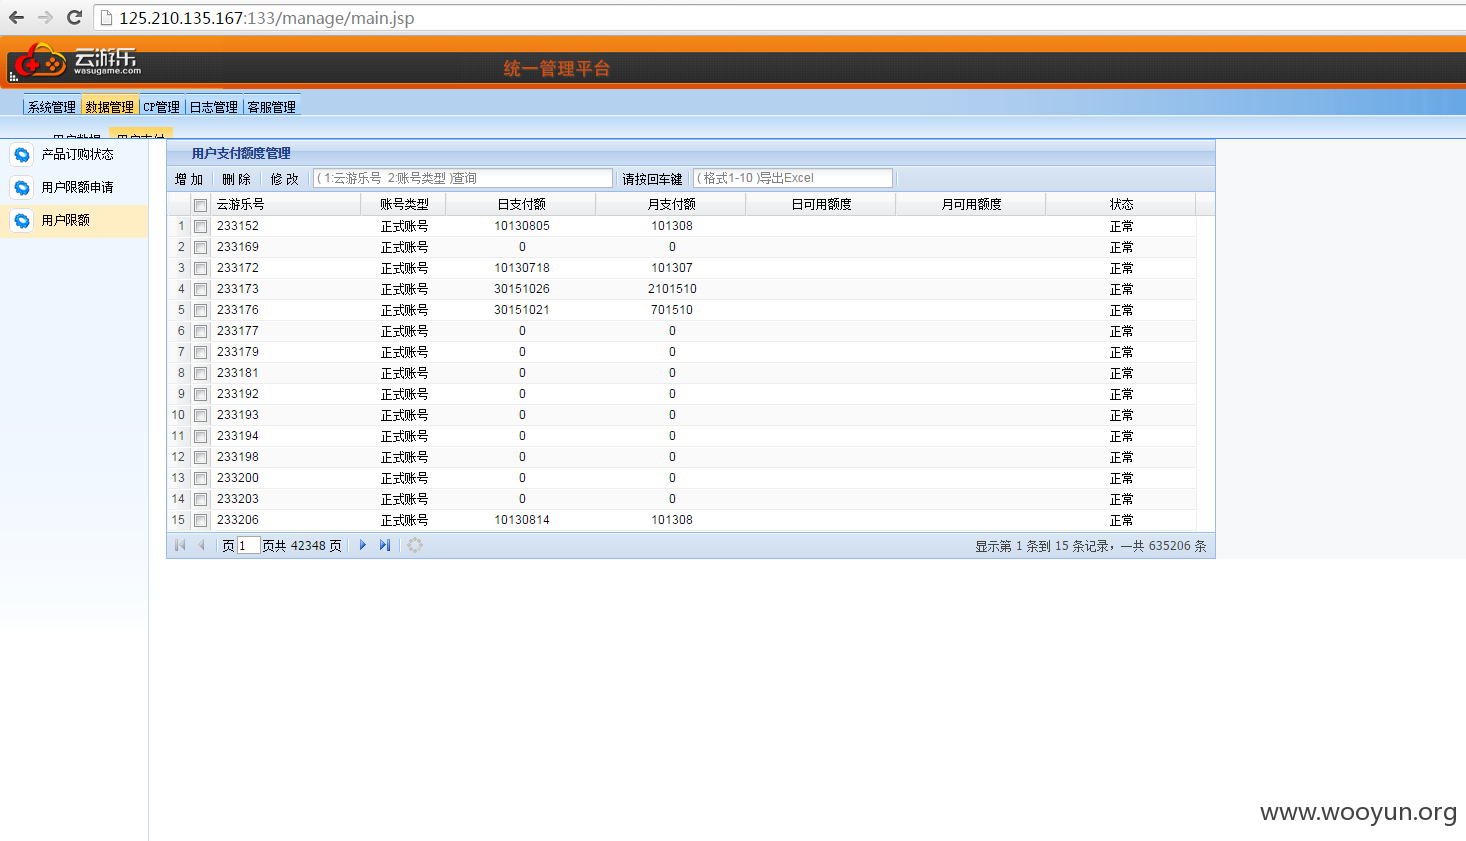 125.210.135.167:133/manage/main.jsp
云游乐
wasugame.com
统一管理平台
系统管理 数据管理 CP管理 日志管理 客服管理
用户数据 用户支付
产品订购状态
用户限额申请
用户限额
用户支付额度管理
增 加 删 除 修 改 ( 1:云游乐号 2:账号类型 )查询 请按回车键 ( 格式1-10 )导出Excel
云游乐号 账号类型 日支付额 月支付额 日可用额度 月可用额度 状态
1 233152 正式账号 10130805 101308 正常
2 233169 正式账号 0 0 正常
3 233172 正式账号 10130718 101307 正常
4 233173 正式账号 30151026 2101510 正常
5 233176 正式账号 30151021 701510 正常
6 233177 正式账号 0 0 正常
7 233179 正式账号 0 0 正常
8 233181 正式账号 0 0 正常
9 233192 正式账号 0 0 正常
10 233193 正式账号 0 0 正常
11 233194 正式账号 0 0 正常
12 233198 正式账号 0 0 正常
13 233200 正式账号 0 0 正常
14 233203 正式账号 0 0 正常
15 233206 正式账号 10130814 101308 正常
页 1 页共 42348 页 显示第 1 条到 15 条记录，一共 635206 条
www.wooyun.org